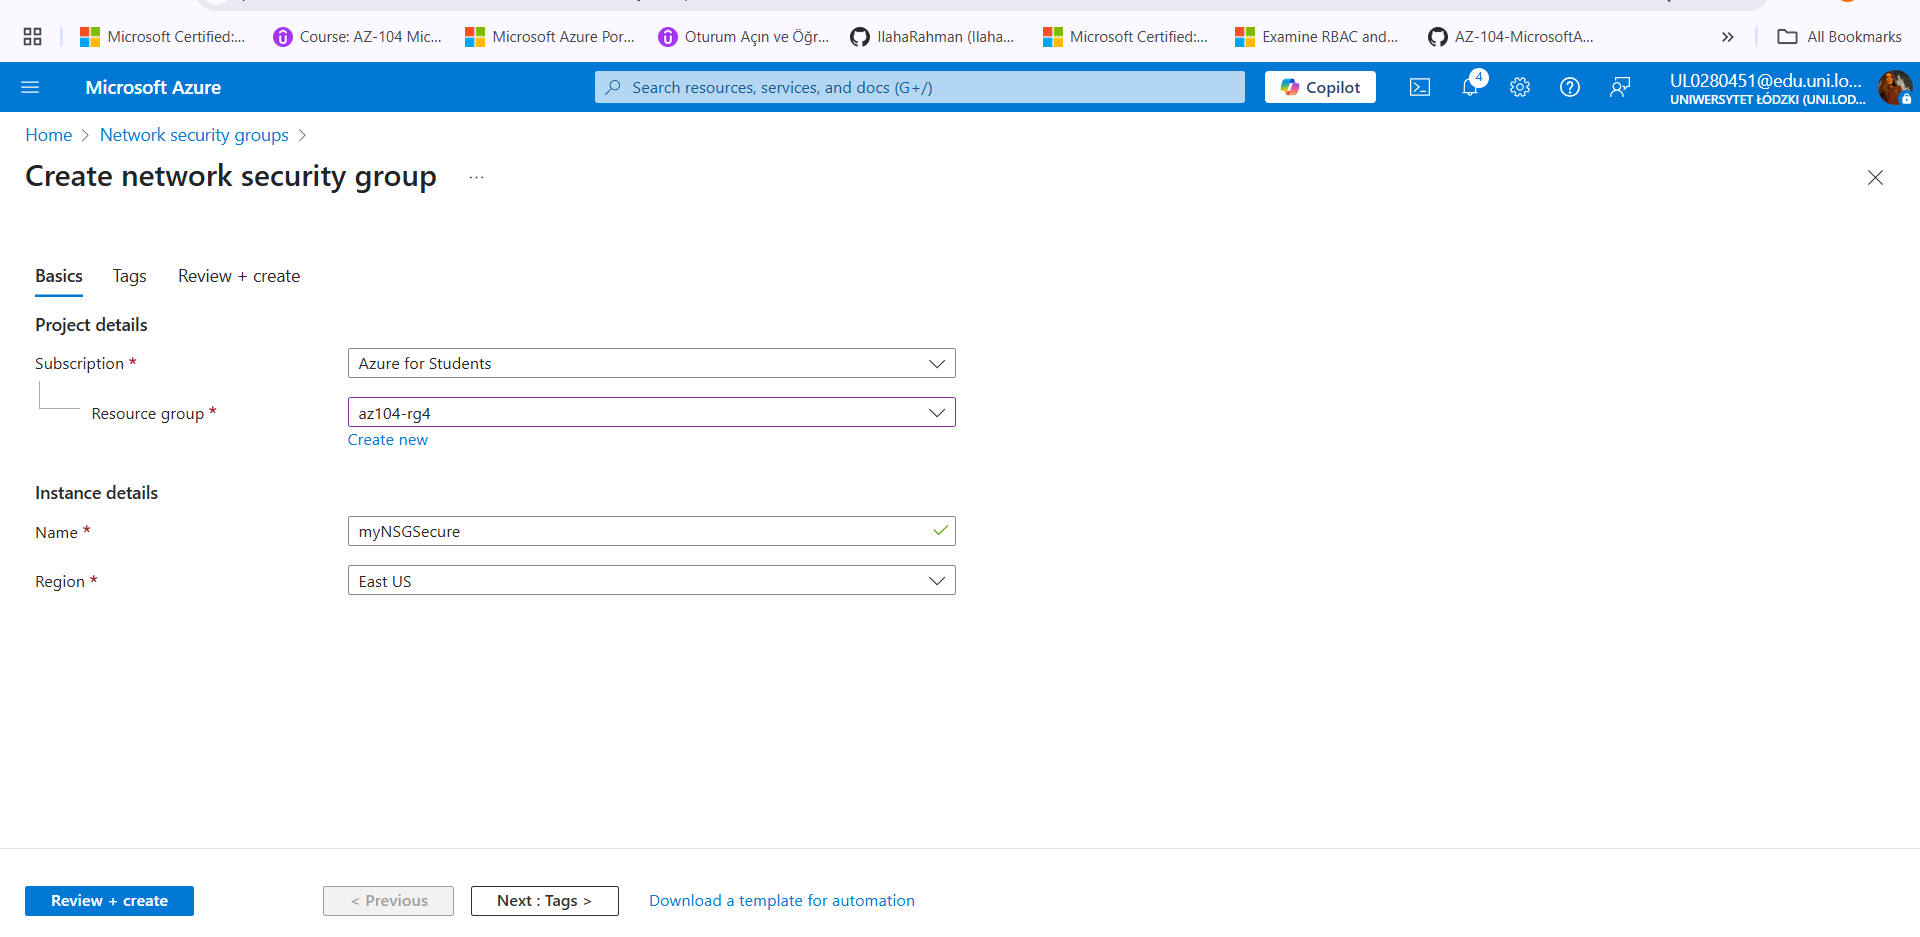 Microsoft Certified:...
Course: AZ-104 Mic...
Microsoft Azure Por...
Oturum Açın ve Öğr...
IlahaRahman (Ilaha...
Microsoft Certified:...
Examine RBAC and...
AZ-104-MicrosoftA...
All Bookmarks
Microsoft Azure
Search resources, services, and docs (G+/)
Copilot
4
UL0280451@edu.uni.lo...
UNIWERSYTET ŁÓDZKI (UNI.LOD...
Home > Network security groups >
Create network security group ...
Basics
Tags
Review + create
Project details
Subscription *
Azure for Students
Resource group *
az104-rg4
Create new
Instance details
Name *
myNSGSecure
Region *
East US
Review + create
< Previous
Next : Tags >
Download a template for automation